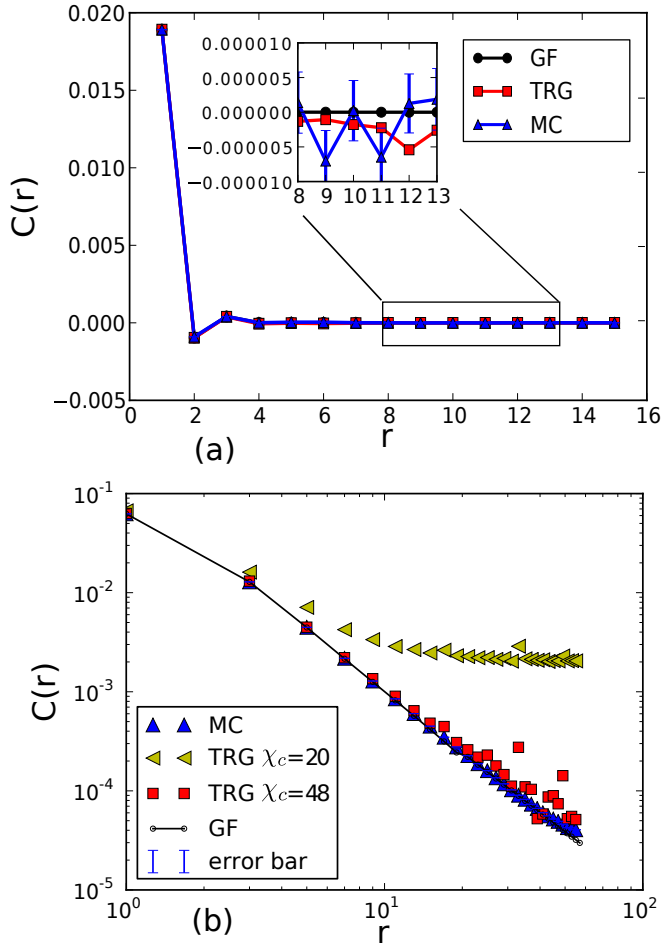 0.020
0.015
0.010
0.005
0.000
−0.005
C(r)
0.000010
0.000005
0.000000
−0.000005
−0.000010
8 9 10 11 12 13
GF
TRG
MC
0 2 4 6 8 10 12 14 16
r
(a)
10^-1
10^-2
10^-3
10^-4
10^-5
C(r)
MC
TRG χc=20
TRG χc=48
GF
error bar
10^0 10^1 10^2
r
(b)